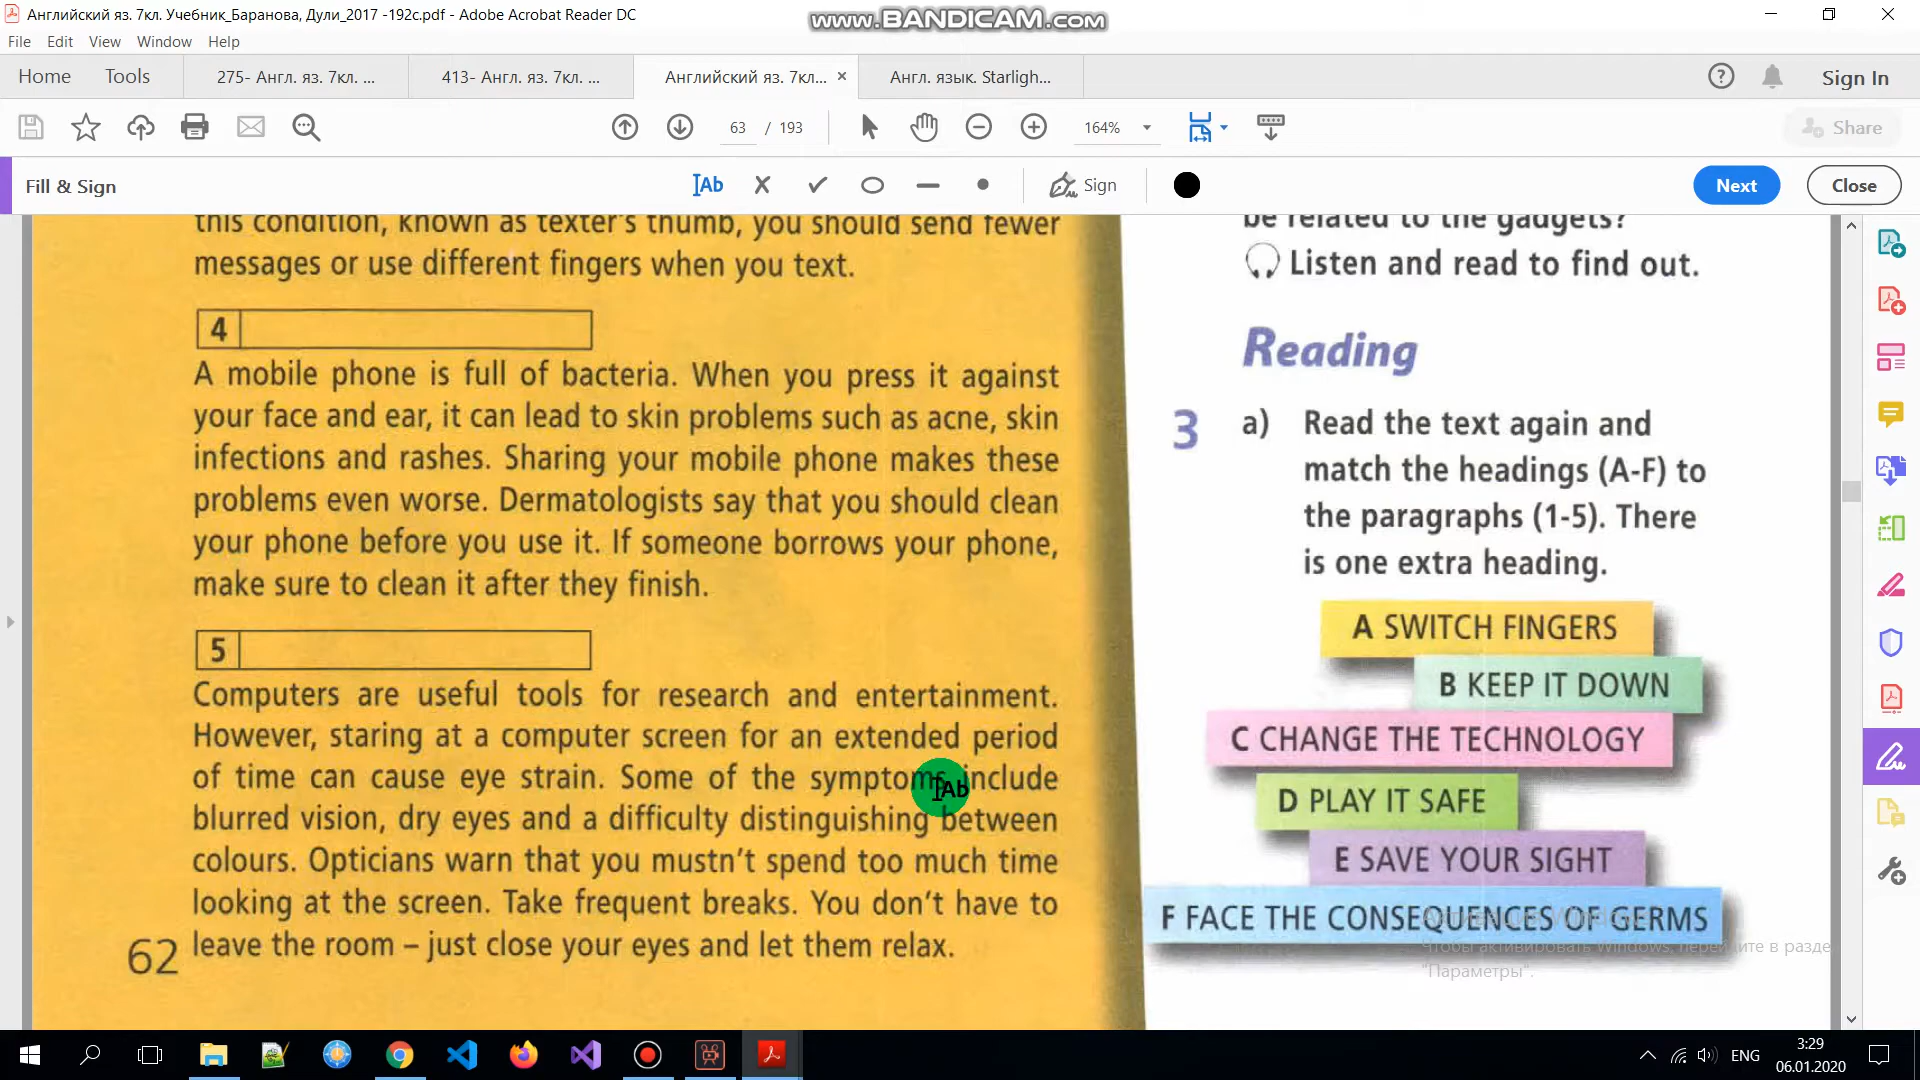 Английский яз. 7кл. Учебник_Баранова, Дули_2017 -192с.pdf - Adobe Acrobat Reader DC
www.BANDICAM.com
File Edit View Window Help
Home Tools 275- Англ. яз. 7кл. ... 413- Англ. яз. 7кл. ... Английский яз. 7кл... Англ. язык. Starligh... Sign In
63 / 193 164% Share
Fill & Sign Ab Sign Next Close
this condition, known as texter's thumb, you should send fewer
messages or use different fingers when you text.
4
A mobile phone is full of bacteria. When you press it against
your face and ear, it can lead to skin problems such as acne, skin
infections and rashes. Sharing your mobile phone makes these
problems even worse. Dermatologists say that you should clean
your phone before you use it. If someone borrows your phone,
make sure to clean it after they finish.
5
Computers are useful tools for research and entertainment.
However, staring at a computer screen for an extended period
of time can cause eye strain. Some of the symptoms include
blurred vision, dry eyes and a difficulty distinguishing between
colours. Opticians warn that you mustn't spend too much time
looking at the screen. Take frequent breaks. You don't have to
leave the room – just close your eyes and let them relax.
62
be related to the gadgets?
Listen and read to find out.
Reading
3 a) Read the text again and
match the headings (A-F) to
the paragraphs (1-5). There
is one extra heading.
A SWITCH FINGERS
B KEEP IT DOWN
C CHANGE THE TECHNOLOGY
D PLAY IT SAFE
E SAVE YOUR SIGHT
F FACE THE CONSEQUENCES OF GERMS
Активация Windows
Чтобы активировать Windows, перейдите в разде
"Параметры".
Ab
ENG
3:29
06.01.2020